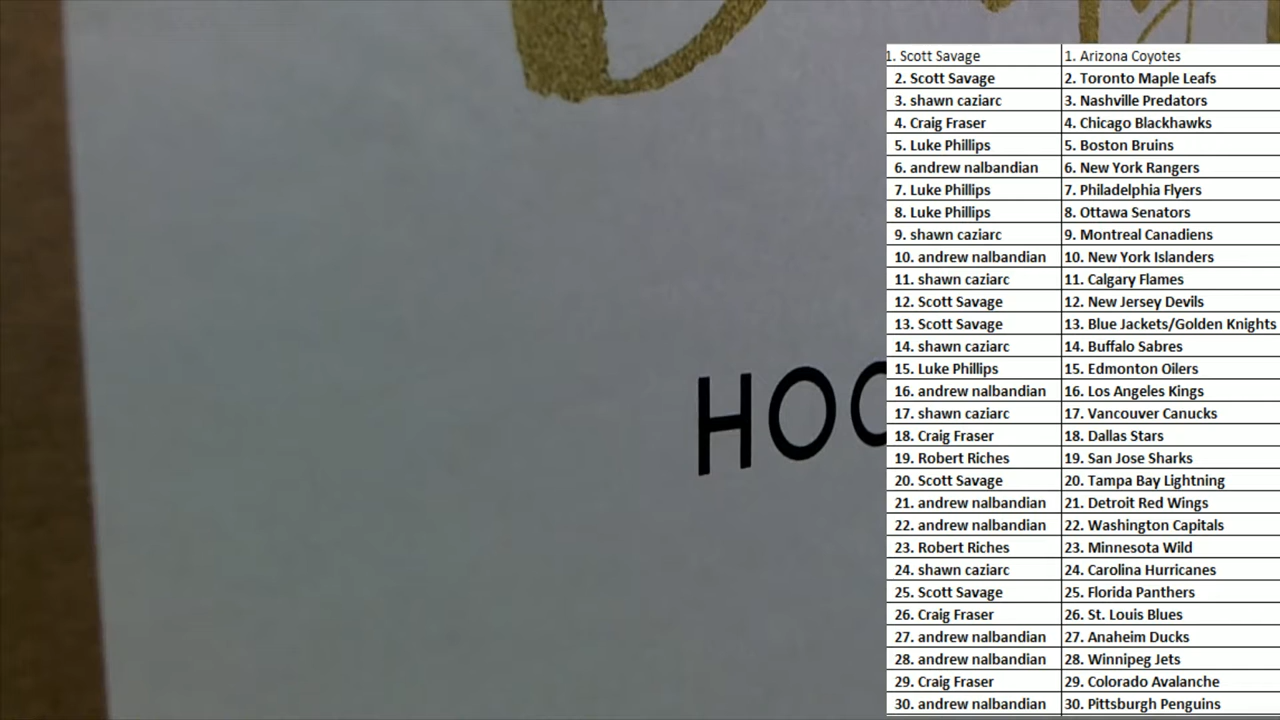 HOC
1. Scott Savage 1. Arizona Coyotes
2. Scott Savage 2. Toronto Maple Leafs
3. shawn caziarc 3. Nashville Predators
4. Craig Fraser 4. Chicago Blackhawks
5. Luke Phillips 5. Boston Bruins
6. andrew nalbandian 6. New York Rangers
7. Luke Phillips 7. Philadelphia Flyers
8. Luke Phillips 8. Ottawa Senators
9. shawn caziarc 9. Montreal Canadiens
10. andrew nalbandian 10. New York Islanders
11. shawn caziarc 11. Calgary Flames
12. Scott Savage 12. New Jersey Devils
13. Scott Savage 13. Blue Jackets/Golden Knights
14. shawn caziarc 14. Buffalo Sabres
15. Luke Phillips 15. Edmonton Oilers
16. andrew nalbandian 16. Los Angeles Kings
17. shawn caziarc 17. Vancouver Canucks
18. Craig Fraser 18. Dallas Stars
19. Robert Riches 19. San Jose Sharks
20. Scott Savage 20. Tampa Bay Lightning
21. andrew nalbandian 21. Detroit Red Wings
22. andrew nalbandian 22. Washington Capitals
23. Robert Riches 23. Minnesota Wild
24. shawn caziarc 24. Carolina Hurricanes
25. Scott Savage 25. Florida Panthers
26. Craig Fraser 26. St. Louis Blues
27. andrew nalbandian 27. Anaheim Ducks
28. andrew nalbandian 28. Winnipeg Jets
29. Craig Fraser 29. Colorado Avalanche
30. andrew nalbandian 30. Pittsburgh Penguins